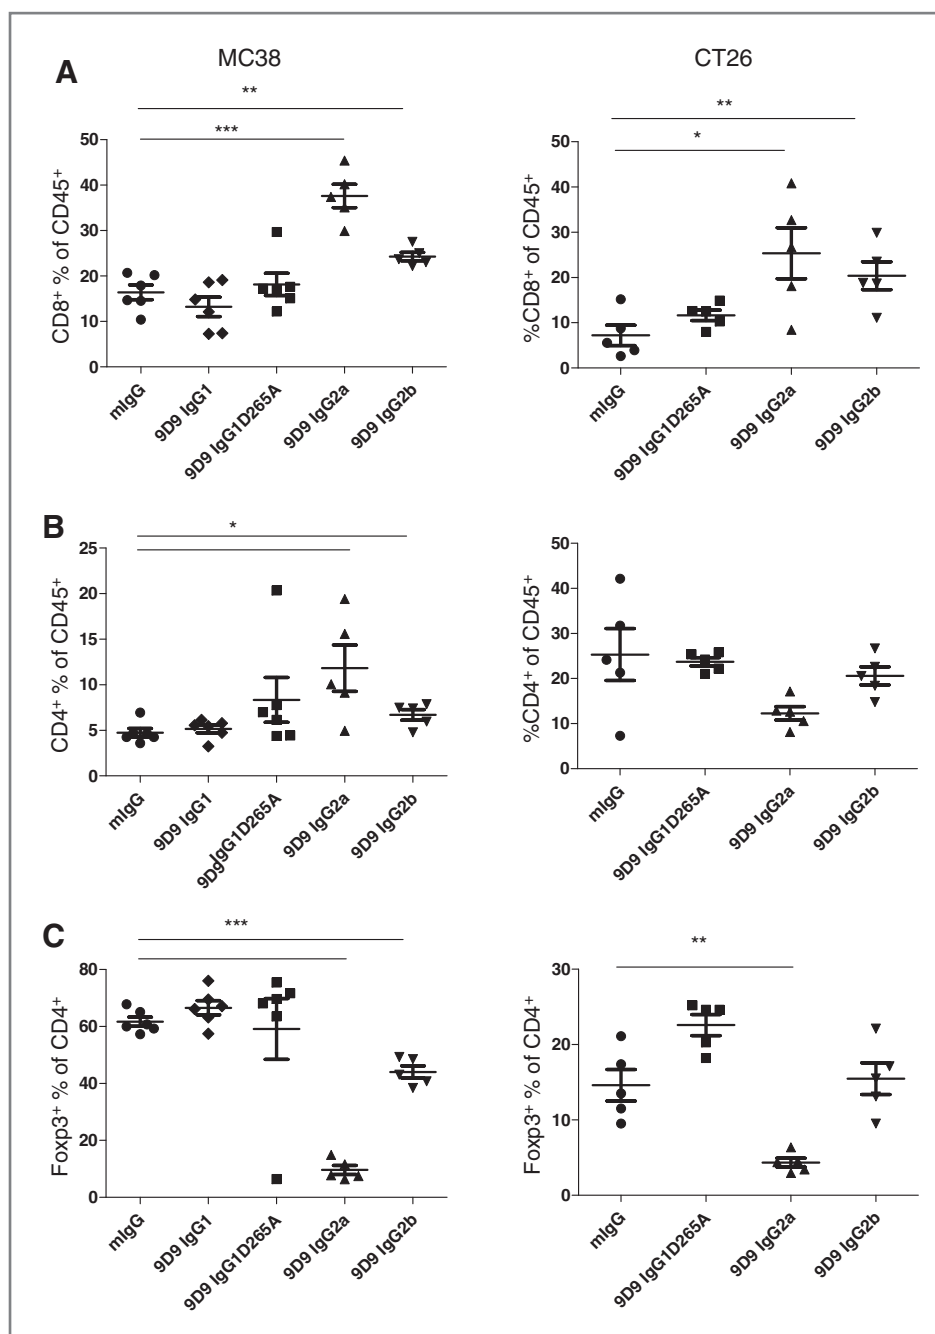 MC38
CT26
A
**
***
CD8+ % of CD45+
50
40
30
20
10
0
mIgG
9D9 IgG1
9D9 IgG1D265A
9D9 IgG2a
9D9 IgG2b
**
*
%CD8+ of CD45+
50
40
30
20
10
0
mIgG
9D9 IgG1D265A
9D9 IgG2a
9D9 IgG2b
B
*
CD4+ % of CD45+
25
20
15
10
5
0
mIgG
9D9 IgG1
9D9 IgG1D265A
9D9 IgG2a
9D9 IgG2b
%CD4+ of CD45+
50
40
30
20
10
0
mIgG
9D9 IgG1D265A
9D9 IgG2a
9D9 IgG2b
C
***
Foxp3+ % of CD4+
80
60
40
20
0
mIgG
9D9 IgG1
9D9 IgG1D265A
9D9 IgG2a
9D9 IgG2b
**
Foxp3+ % of CD4+
30
20
10
0
mIgG
9D9 IgG1D265A
9D9 IgG2a
9D9 IgG2b